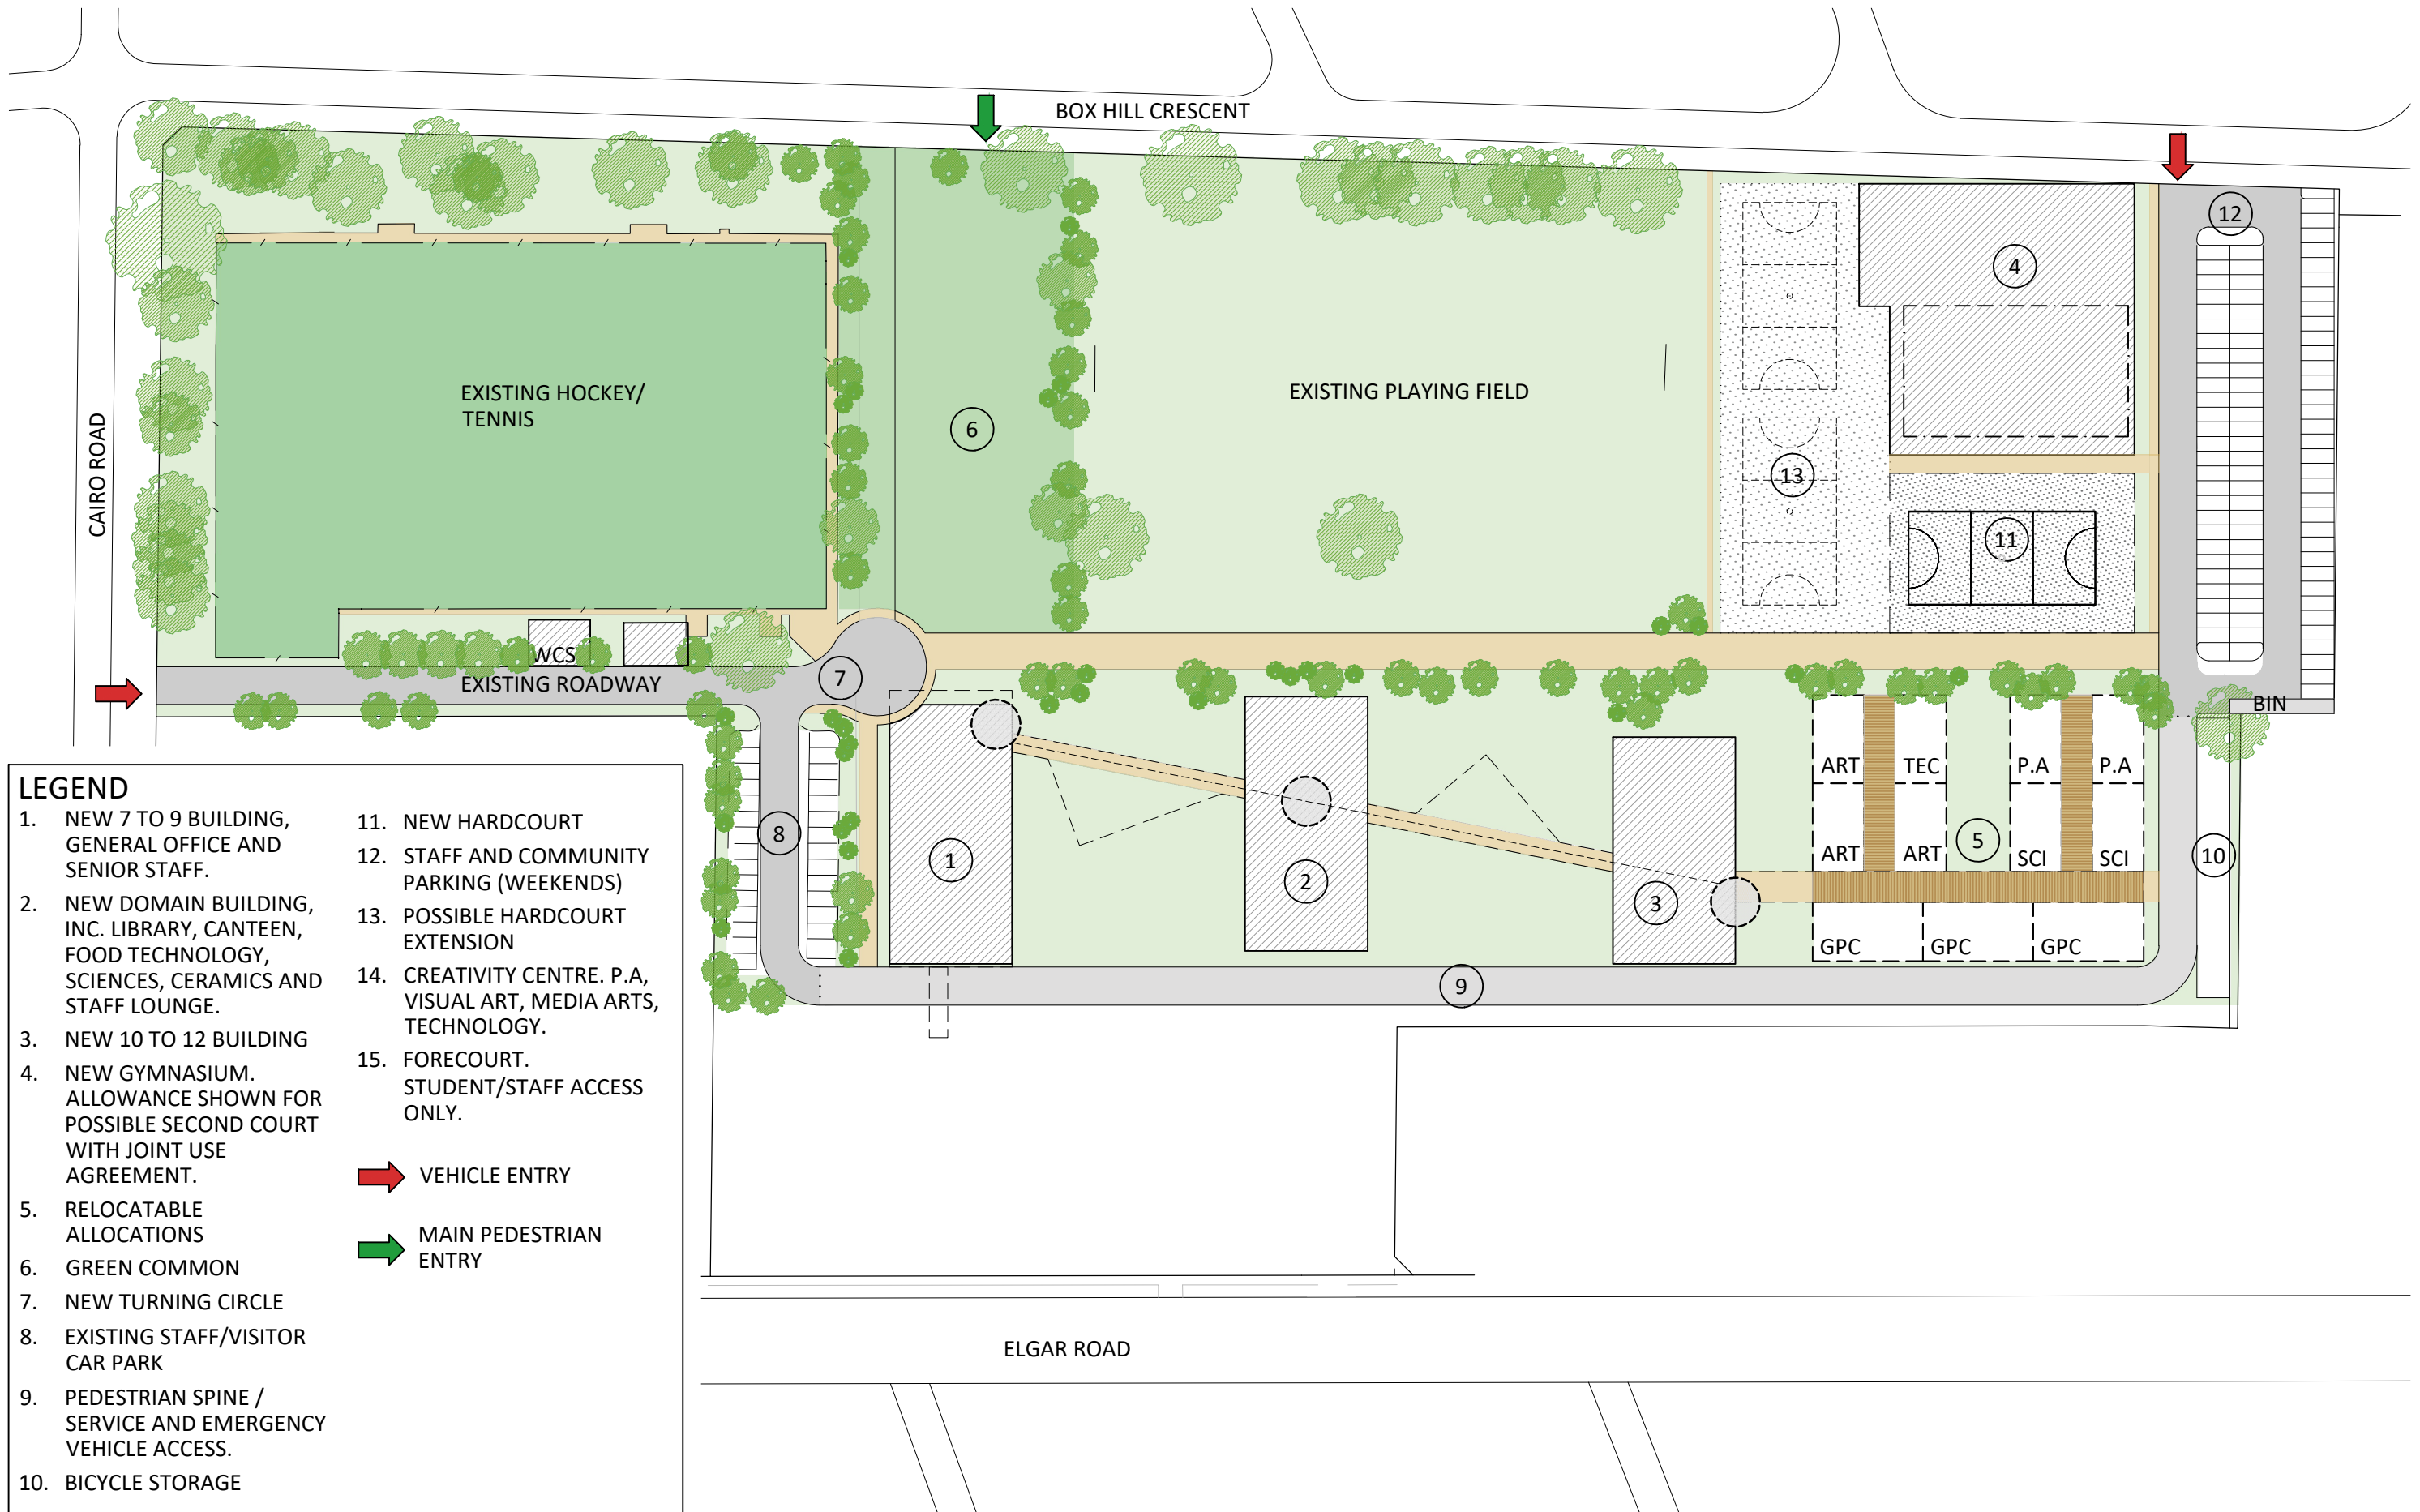 BOX HILL CRESCENT
12
4
EXISTING HOCKEY/
TENNIS
EXISTING PLAYING FIELD
6
CAIRO ROAD
13
11
WCS
7
EXISTING ROADWAY
BIN
ART
TEC
P.A
P.A
8
1
5
ART
ART
SCI
SCI
10
2
3
GPC
GPC
GPC
9
ELGAR ROAD
LEGEND
1. NEW 7 TO 9 BUILDING,
GENERAL OFFICE AND
SENIOR STAFF.
2. NEW DOMAIN BUILDING,
INC. LIBRARY, CANTEEN,
FOOD TECHNOLOGY,
SCIENCES, CERAMICS AND
STAFF LOUNGE.
3. NEW 10 TO 12 BUILDING
4. NEW GYMNASIUM.
ALLOWANCE SHOWN FOR
POSSIBLE SECOND COURT
WITH JOINT USE
AGREEMENT.
5. RELOCATABLE
ALLOCATIONS
6. GREEN COMMON
7. NEW TURNING CIRCLE
8. EXISTING STAFF/VISITOR
CAR PARK
9. PEDESTRIAN SPINE /
SERVICE AND EMERGENCY
VEHICLE ACCESS.
10. BICYCLE STORAGE
11. NEW HARDCOURT
12. STAFF AND COMMUNITY
PARKING (WEEKENDS)
13. POSSIBLE HARDCOURT
EXTENSION
14. CREATIVITY CENTRE. P.A,
VISUAL ART, MEDIA ARTS,
TECHNOLOGY.
15. FORECOURT.
STUDENT/STAFF ACCESS
ONLY.
VEHICLE ENTRY
MAIN PEDESTRIAN
ENTRY